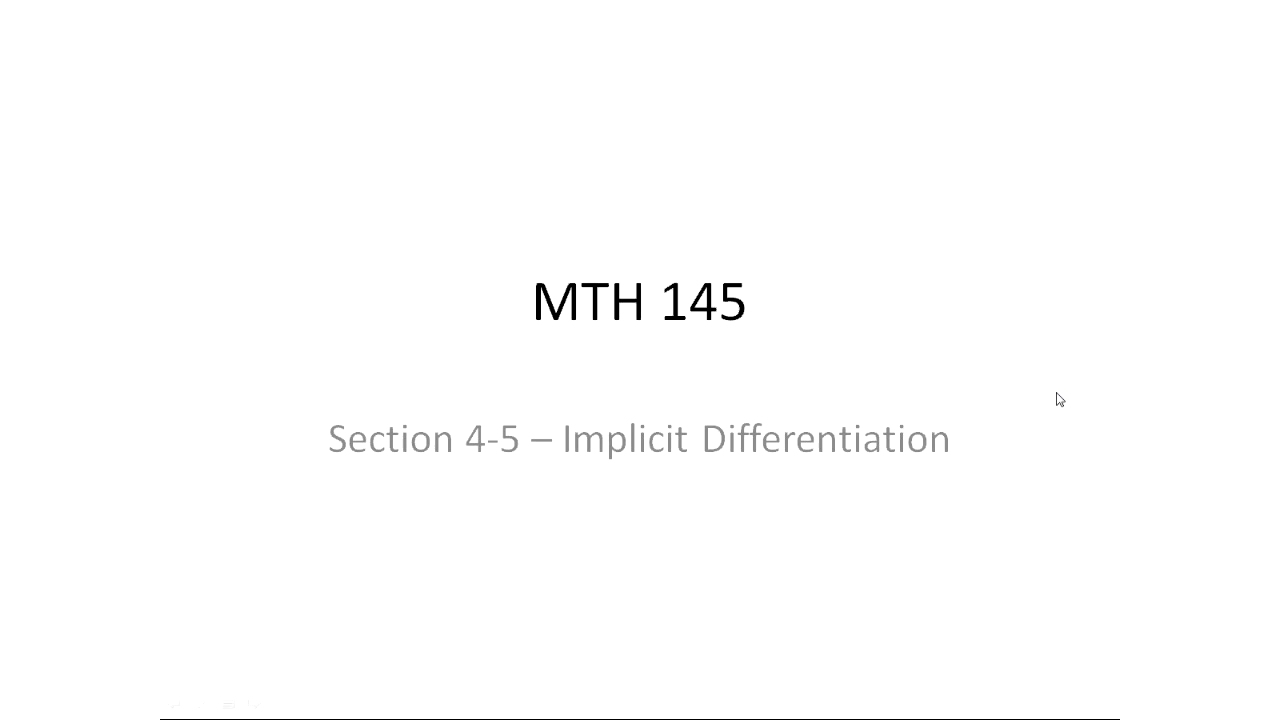 MTH 145
Section 4-5 – Implicit Differentiation